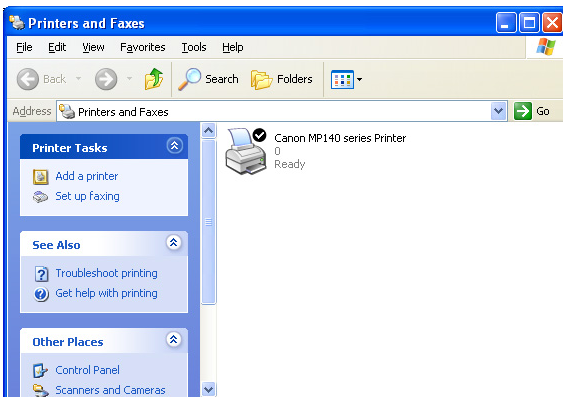 Printers and Faxes
File Edit View Favorites Tools Help
Back Search Folders
Address Printers and Faxes Go
Printer Tasks
Add a printer
Set up faxing
See Also
Troubleshoot printing
Get help with printing
Other Places
Control Panel
Scanners and Cameras
Canon MP140 series Printer
0
Ready